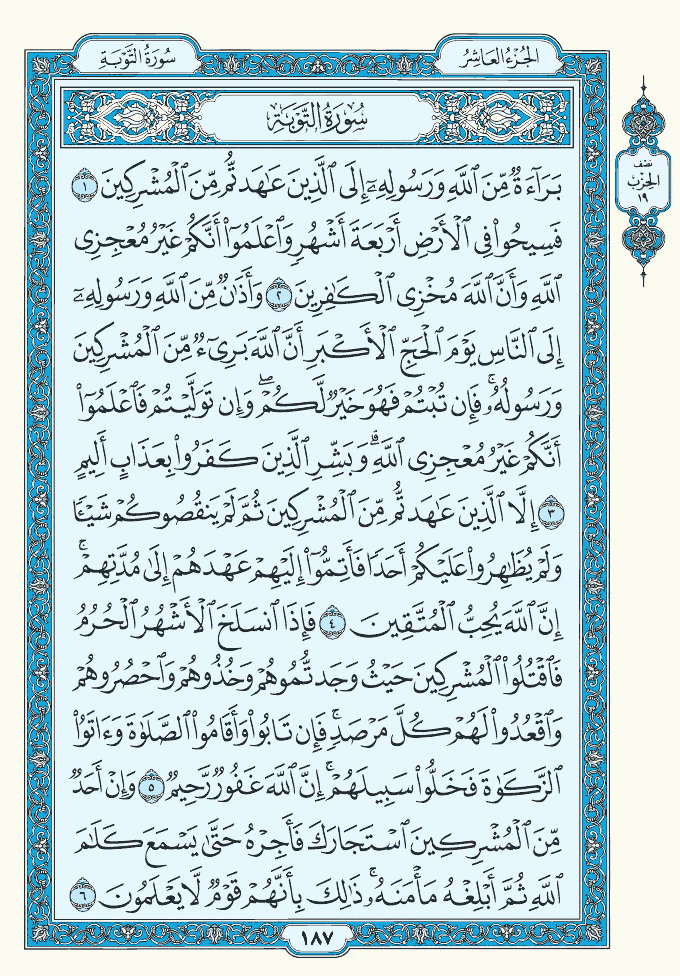 الجُزْءُ العَاشِرُ
سُورَةُ التَّوْبَةِ
نصف
الحزب
١٩
سُورَةُ التَّوْبَةِ
بَرَآءَةٌ مِّنَ ٱللَّهِ وَرَسُولِهِۦٓ إِلَى ٱلَّذِينَ عَٰهَدتُّم مِّنَ ٱلْمُشْرِكِينَ ١
فَسِيحُوا۟ فِى ٱلْأَرْضِ أَرْبَعَةَ أَشْهُرٍ وَٱعْلَمُوٓا۟ أَنَّكُمْ غَيْرُ مُعْجِزِى
ٱللَّهِ وَأَنَّ ٱللَّهَ مُخْزِى ٱلْكَٰفِرِينَ ٢ وَأَذَٰنٌ مِّنَ ٱللَّهِ وَرَسُولِهِۦٓ
إِلَى ٱلنَّاسِ يَوْمَ ٱلْحَجِّ ٱلْأَكْبَرِ أَنَّ ٱللَّهَ بَرِىٓءٌ مِّنَ ٱلْمُشْرِكِينَ
وَرَسُولُهُۥ ۚ فَإِن تُبْتُمْ فَهُوَ خَيْرٌ لَّكُمْ ۖ وَإِن تَوَلَّيْتُمْ فَٱعْلَمُوٓا۟
أَنَّكُمْ غَيْرُ مُعْجِزِى ٱللَّهِ ۗ وَبَشِّرِ ٱلَّذِينَ كَفَرُوا۟ بِعَذَابٍ أَلِيمٍ
٣ إِلَّا ٱلَّذِينَ عَٰهَدتُّم مِّنَ ٱلْمُشْرِكِينَ ثُمَّ لَمْ يَنقُصُوكُمْ شَيْـًٔا
وَلَمْ يُظَٰهِرُوا۟ عَلَيْكُمْ أَحَدًا فَأَتِمُّوٓا۟ إِلَيْهِمْ عَهْدَهُمْ إِلَىٰ مُدَّتِهِمْ ۚ
إِنَّ ٱللَّهَ يُحِبُّ ٱلْمُتَّقِينَ ٤ فَإِذَا ٱنسَلَخَ ٱلْأَشْهُرُ ٱلْحُرُمُ
فَٱقْتُلُوا۟ ٱلْمُشْرِكِينَ حَيْثُ وَجَدتُّمُوهُمْ وَخُذُوهُمْ وَٱحْصُرُوهُمْ
وَٱقْعُدُوا۟ لَهُمْ كُلَّ مَرْصَدٍ ۚ فَإِن تَابُوا۟ وَأَقَامُوا۟ ٱلصَّلَوٰةَ وَءَاتَوُا۟
ٱلزَّكَوٰةَ فَخَلُّوا۟ سَبِيلَهُمْ ۚ إِنَّ ٱللَّهَ غَفُورٌ رَّحِيمٌ ٥ وَإِنْ أَحَدٌ
مِّنَ ٱلْمُشْرِكِينَ ٱسْتَجَارَكَ فَأَجِرْهُ حَتَّىٰ يَسْمَعَ كَلَٰمَ
ٱللَّهِ ثُمَّ أَبْلِغْهُ مَأْمَنَهُۥ ۚ ذَٰلِكَ بِأَنَّهُمْ قَوْمٌ لَّا يَعْلَمُونَ ٦
١٨٧